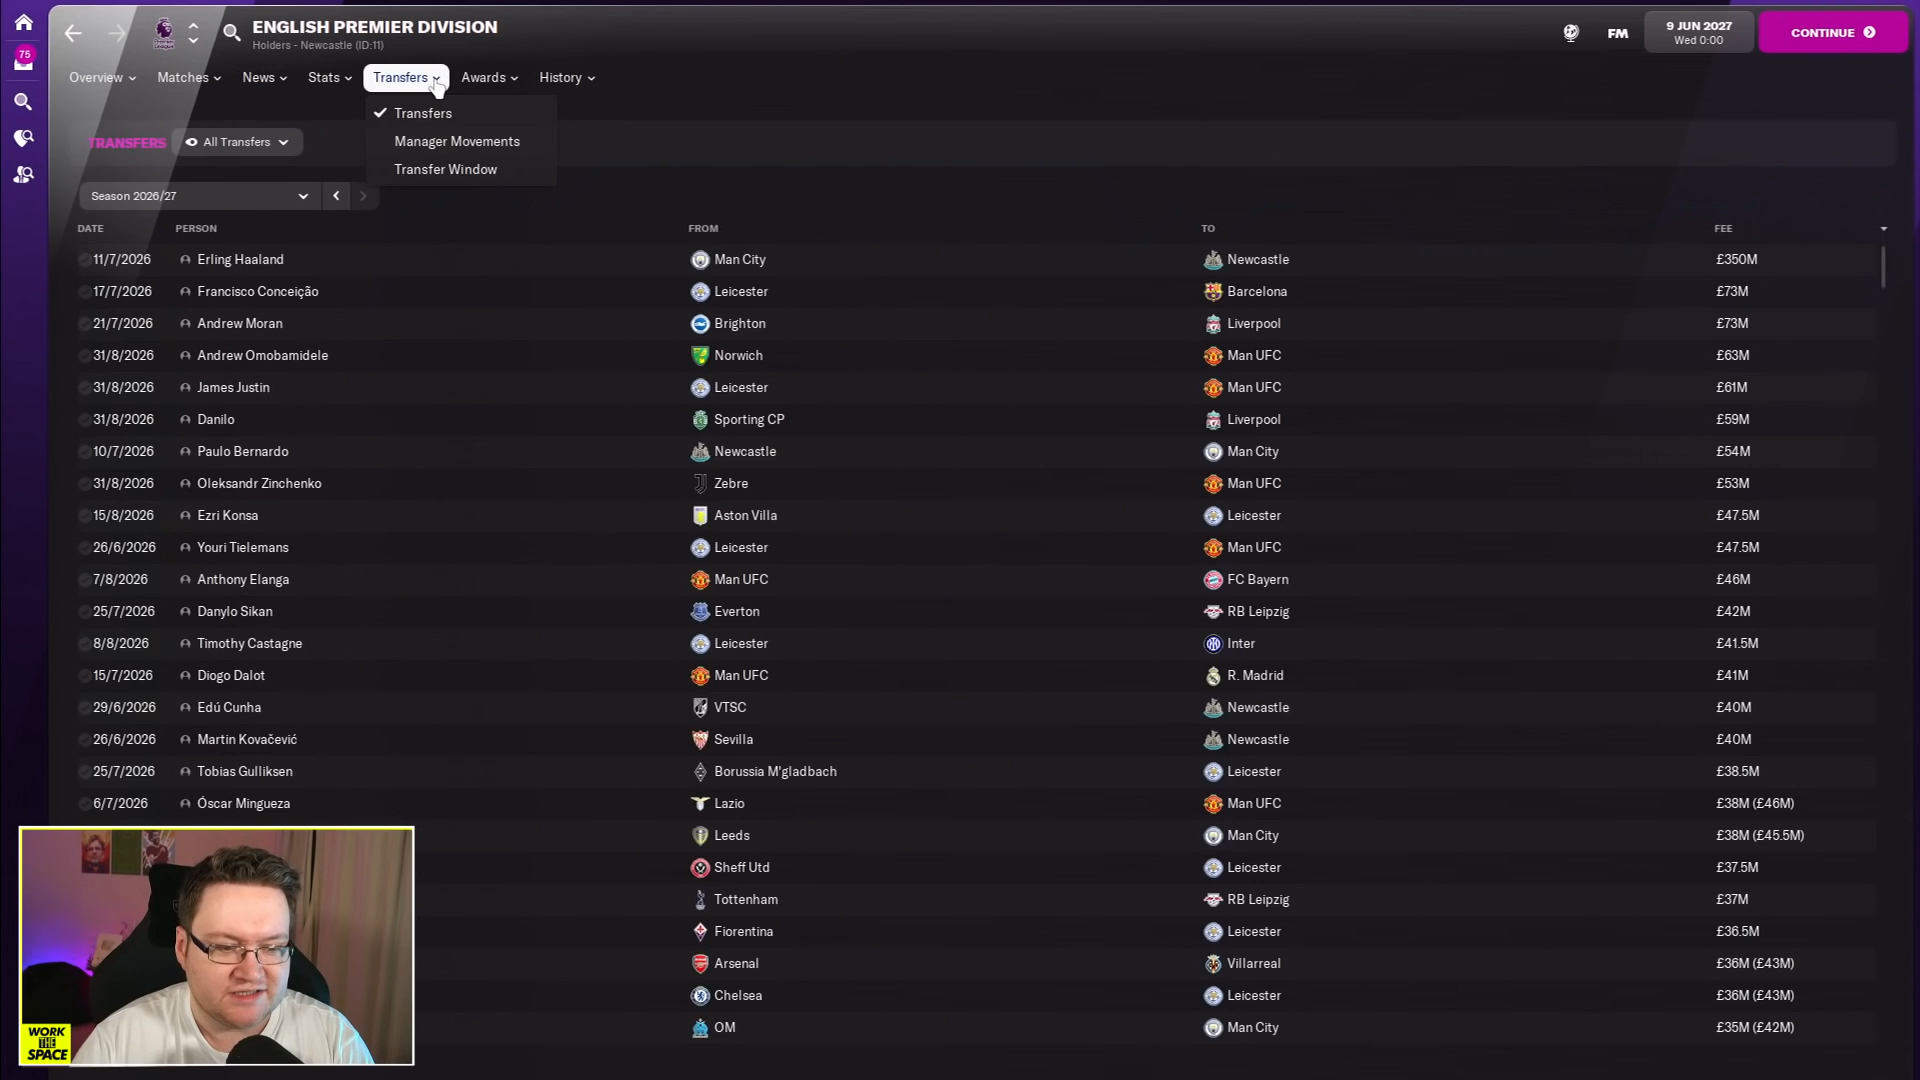 75
ENGLISH PREMIER DIVISION
Holders - Newcastle (ID:11)
FM
9 JUN 2027
Wed 0:00
CONTINUE
Overview Matches News Stats Transfers Awards History
Transfers
Manager Movements
Transfer Window
TRANSFERS All Transfers
Season 2026/27
DATE PERSON FROM TO FEE
11/7/2026 Erling Haaland Man City Newcastle £350M
17/7/2026 Francisco Conceição Leicester Barcelona £73M
21/7/2026 Andrew Moran Brighton Liverpool £73M
31/8/2026 Andrew Omobamidele Norwich Man UFC £63M
31/8/2026 James Justin Leicester Man UFC £61M
31/8/2026 Danilo Sporting CP Liverpool £59M
10/7/2026 Paulo Bernardo Newcastle Man City £54M
31/8/2026 Oleksandr Zinchenko Zebre Man UFC £53M
15/8/2026 Ezri Konsa Aston Villa Leicester £47.5M
26/6/2026 Youri Tielemans Leicester Man UFC £47.5M
7/8/2026 Anthony Elanga Man UFC FC Bayern £46M
25/7/2026 Danylo Sikan Everton RB Leipzig £42M
8/8/2026 Timothy Castagne Leicester Inter £41.5M
15/7/2026 Diogo Dalot Man UFC R. Madrid £41M
29/6/2026 Edú Cunha VTSC Newcastle £40M
26/6/2026 Martin Kovačević Sevilla Newcastle £40M
25/7/2026 Tobias Gulliksen Borussia M'gladbach Leicester £38.5M
6/7/2026 Óscar Mingueza Lazio Man UFC £38M (£46M)
Leeds Man City £38M (£45.5M)
Sheff Utd Leicester £37.5M
Tottenham RB Leipzig £37M
Fiorentina Leicester £36.5M
Arsenal Villarreal £36M (£43M)
Chelsea Leicester £36M (£43M)
OM Man City £35M (£42M)
WORK
THE
SPACE